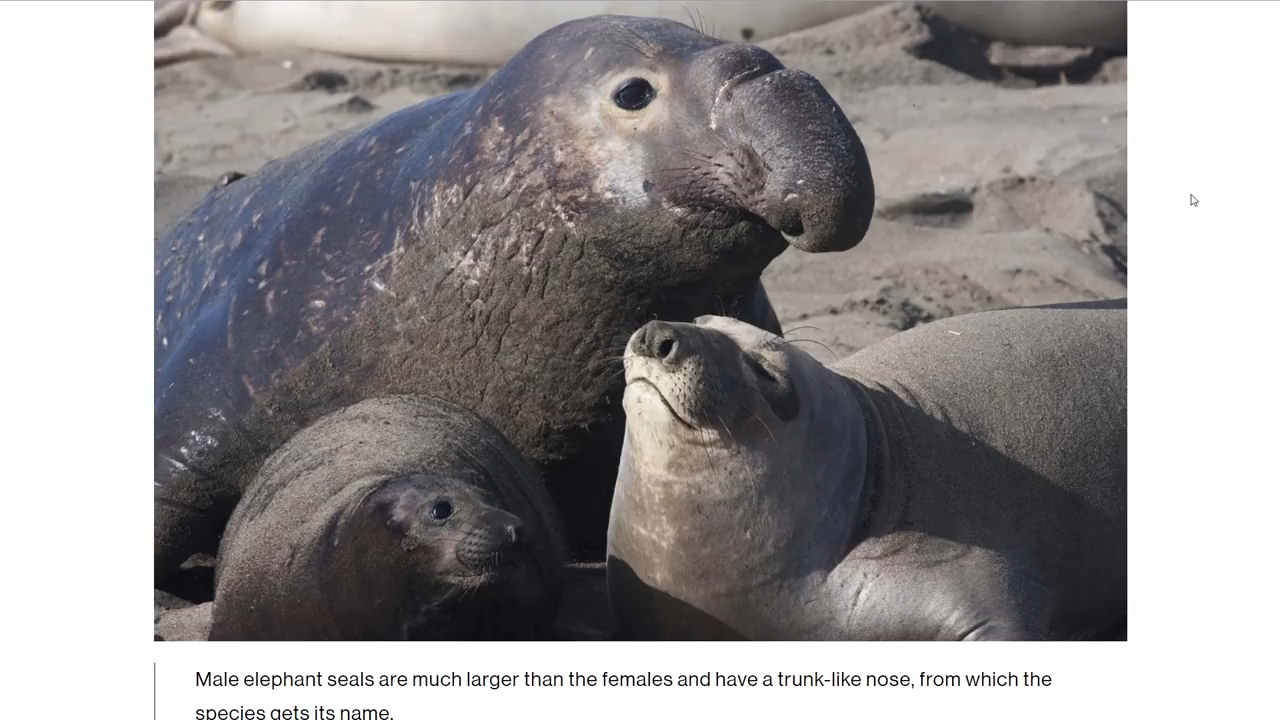 Male elephant seals are much larger than the females and have a trunk-like nose, from which the
species gets its name.